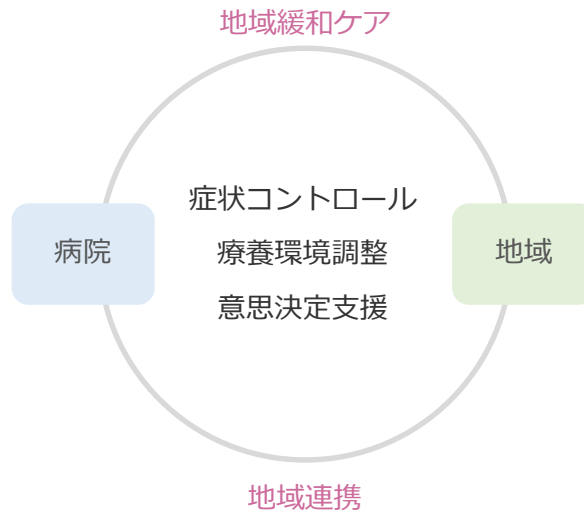 地域緩和ケア
症状コントロール
病院
療養環境調整
地域
意思決定支援
地域連携